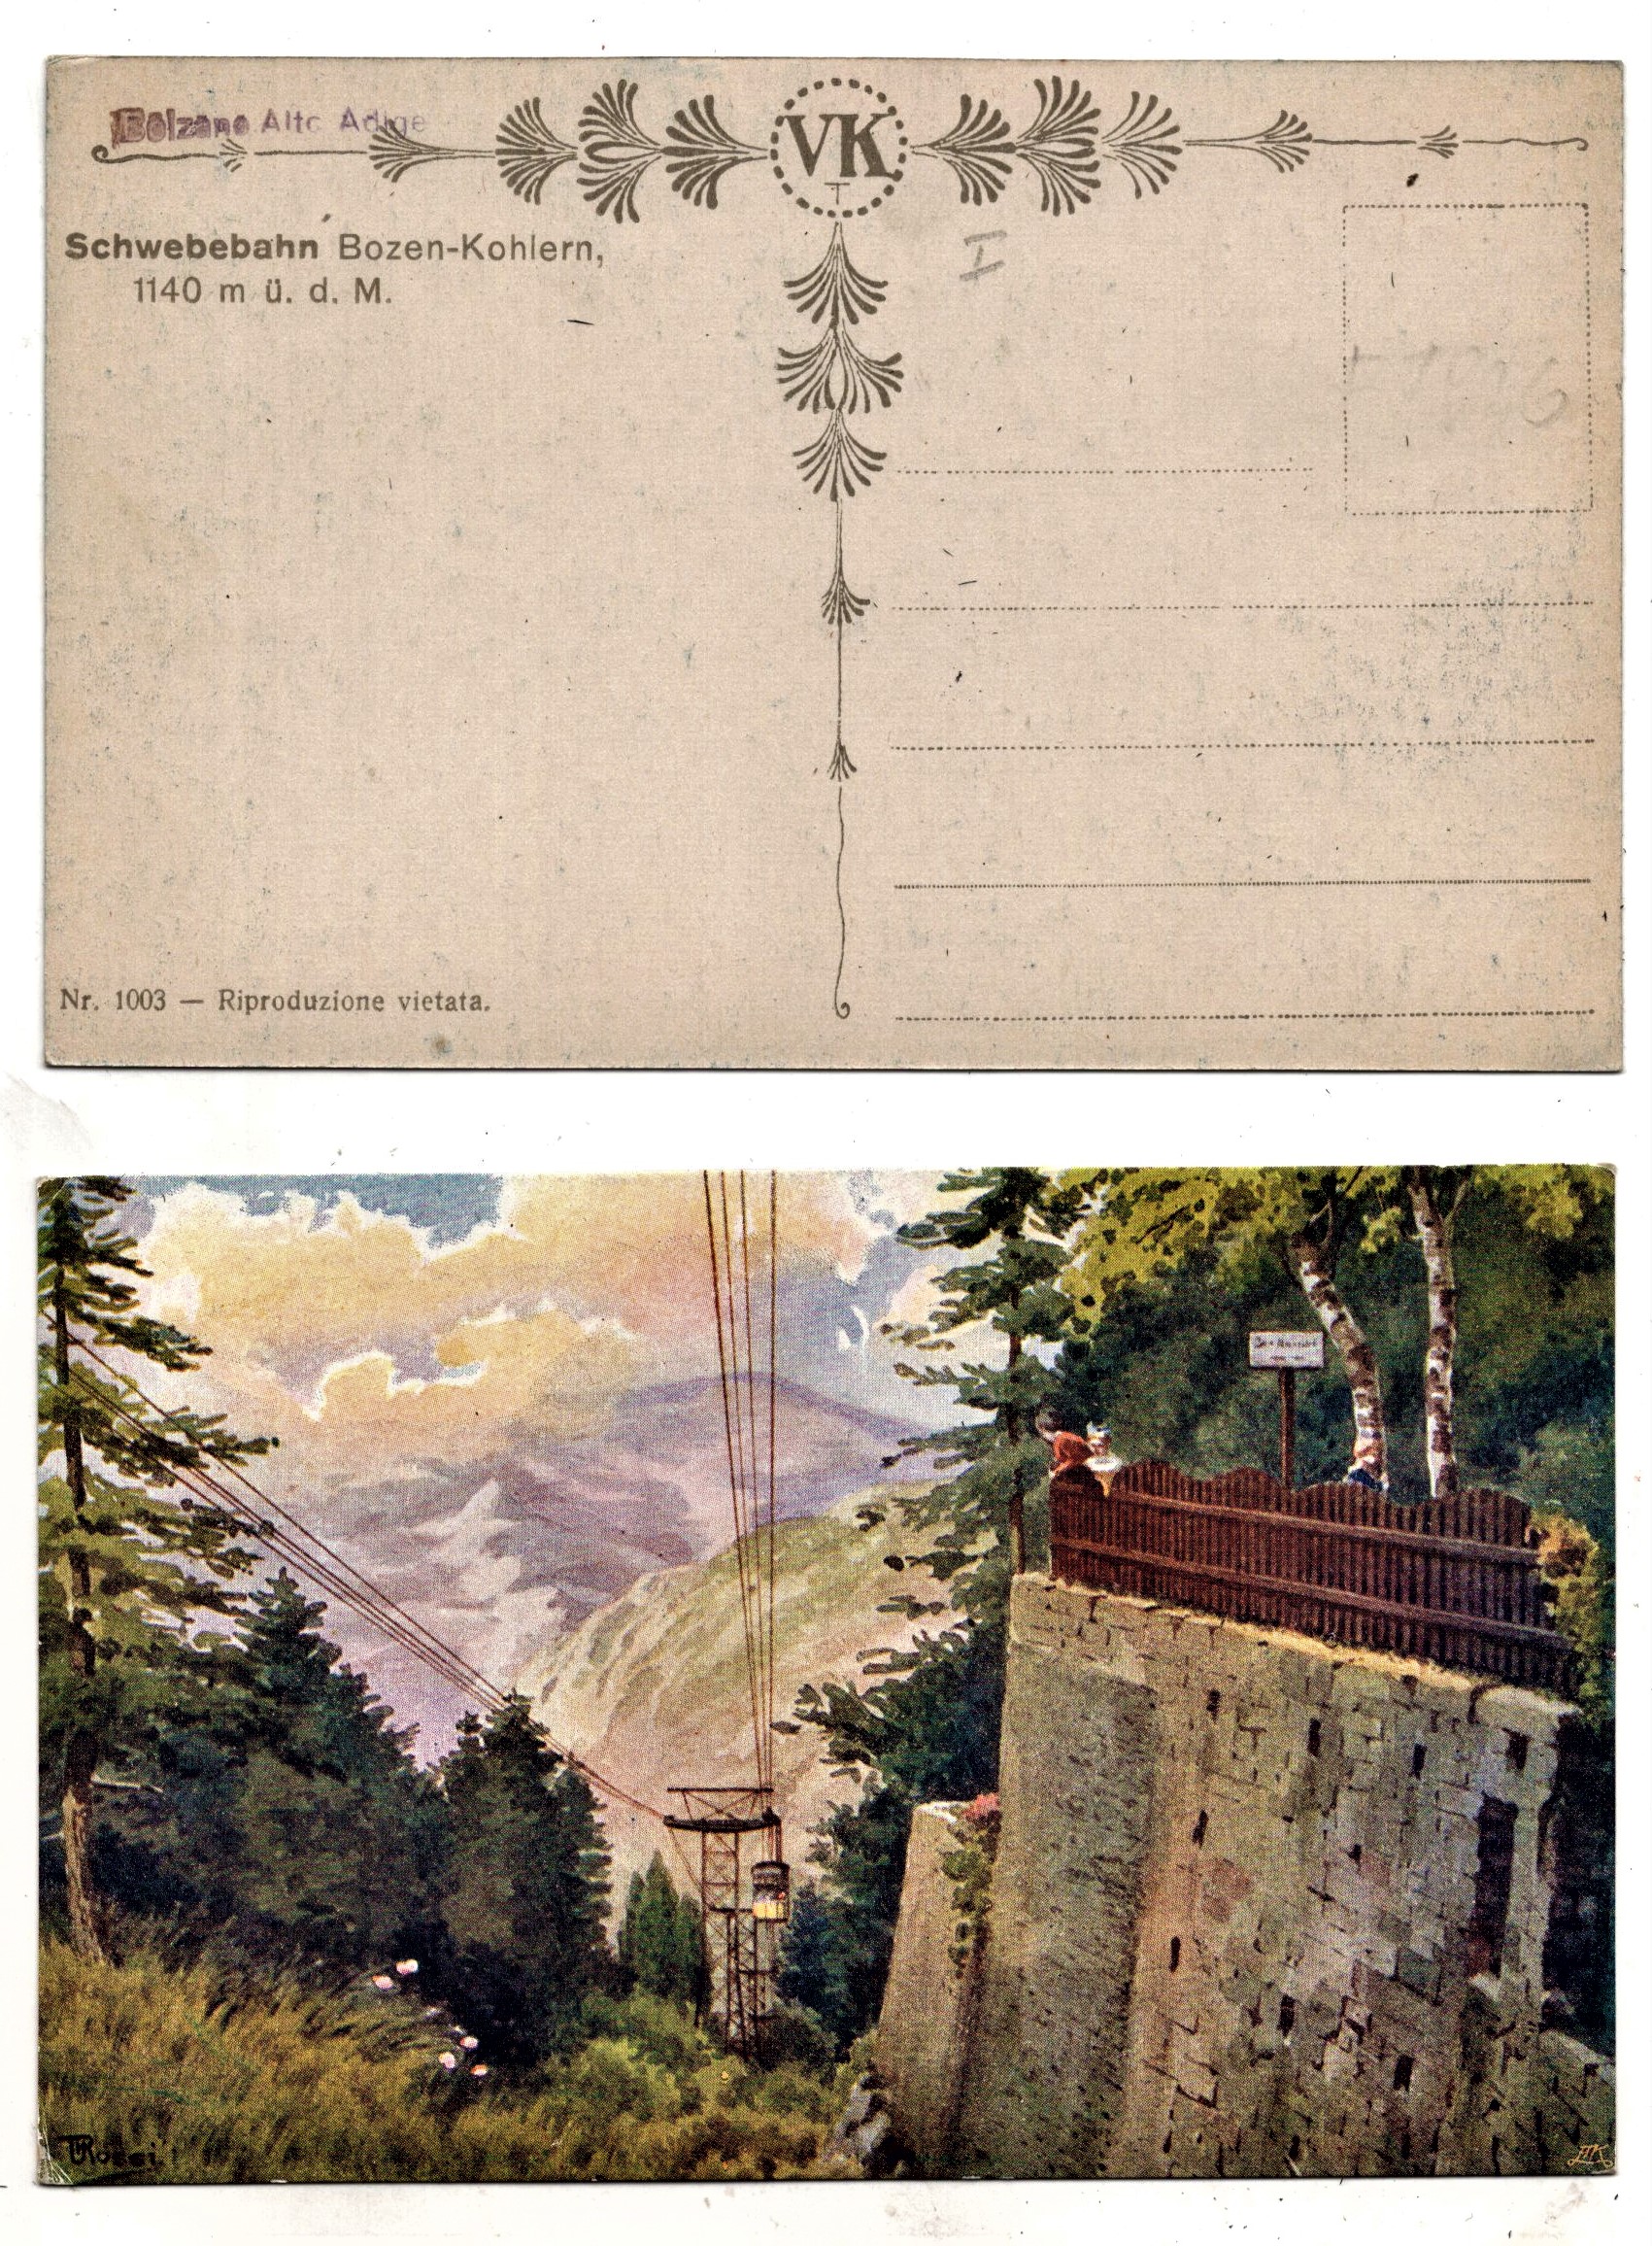 Bolzano Alto Adige
VK
T
Schwebebahn Bozen-Kohlern,
1140 m ü. d. M.
I
Nr. 1003 — Riproduzione vietata.
Rossi